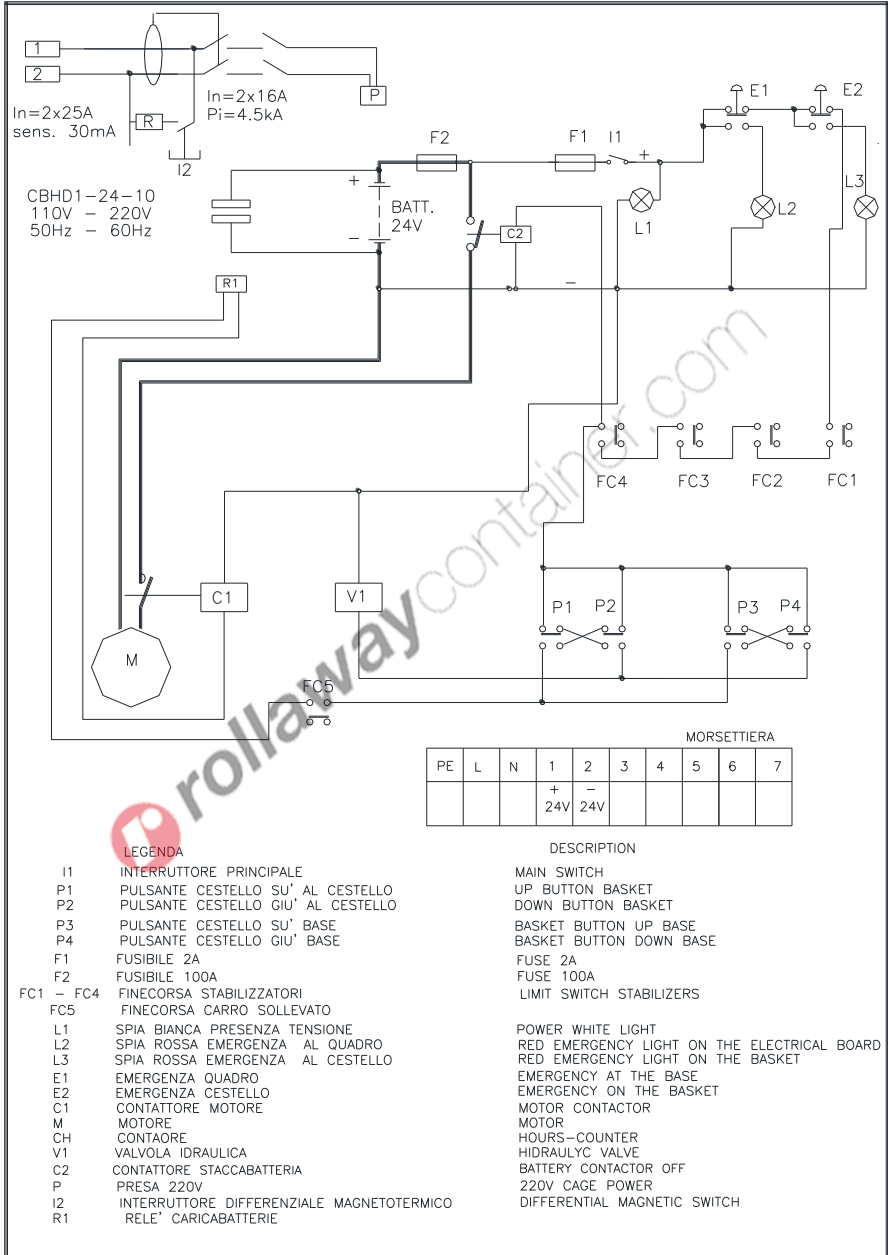 1
2
In=2x25A
sens. 30mA
R
I2
In=2x16A
Pi=4.5kA
P
CBHD1-24-10
110V - 220V
50Hz - 60Hz
F2
F1
I1
+
E1
E2
+
BATT.
24V
-
C2
L1
L2
L3
-
R1
FC4
FC3
FC2
FC1
C1
V1
M
P1
P2
P3
P4
FC5
rollawaycontainer.com
MORSETTIERA
PE L N 1 2 3 4 5 6 7
+ -
24V 24V
LEGENDA DESCRIPTION
I1 INTERRUTTORE PRINCIPALE MAIN SWITCH
P1 PULSANTE CESTELLO SU' AL CESTELLO UP BUTTON BASKET
P2 PULSANTE CESTELLO GIU' AL CESTELLO DOWN BUTTON BASKET
P3 PULSANTE CESTELLO SU' BASE BASKET BUTTON UP BASE
P4 PULSANTE CESTELLO GIU' BASE BASKET BUTTON DOWN BASE
F1 FUSIBILE 2A FUSE 2A
F2 FUSIBILE 100A FUSE 100A
FC1 - FC4 FINECORSA STABILIZZATORI LIMIT SWITCH STABILIZERS
FC5 FINECORSA CARRO SOLLEVATO
L1 SPIA BIANCA PRESENZA TENSIONE POWER WHITE LIGHT
L2 SPIA ROSSA EMERGENZA AL QUADRO RED EMERGENCY LIGHT ON THE ELECTRICAL BOARD
L3 SPIA ROSSA EMERGENZA AL CESTELLO RED EMERGENCY LIGHT ON THE BASKET
E1 EMERGENZA QUADRO EMERGENCY AT THE BASE
E2 EMERGENZA CESTELLO EMERGENCY ON THE BASKET
C1 CONTATTORE MOTORE MOTOR CONTACTOR
M MOTORE MOTOR
CH CONTAORE HOURS-COUNTER
V1 VALVOLA IDRAULICA HIDRAULYC VALVE
C2 CONTATTORE STACCABATTERIA BATTERY CONTACTOR OFF
P PRESA 220V 220V CAGE POWER
I2 INTERRUTTORE DIFFERENZIALE MAGNETOTERMICO DIFFERENTIAL MAGNETIC SWITCH
R1 RELE' CARICABATTERIE